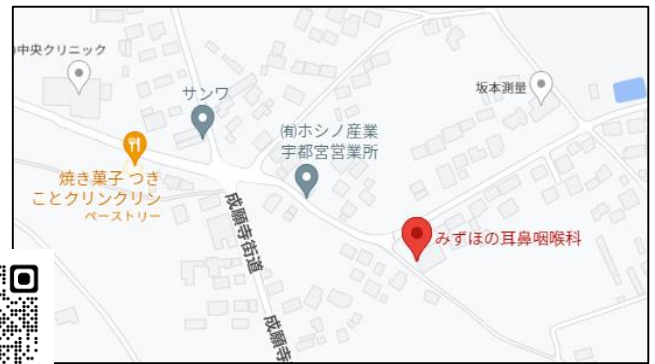 中央クリニック
サンワ
坂本測量
㈲ホシノ産業
宇都宮営業所
焼き菓子 つき
ことクリンクリン
ペーストリー
成願寺街道
みずほの耳鼻咽喉科
成願寺